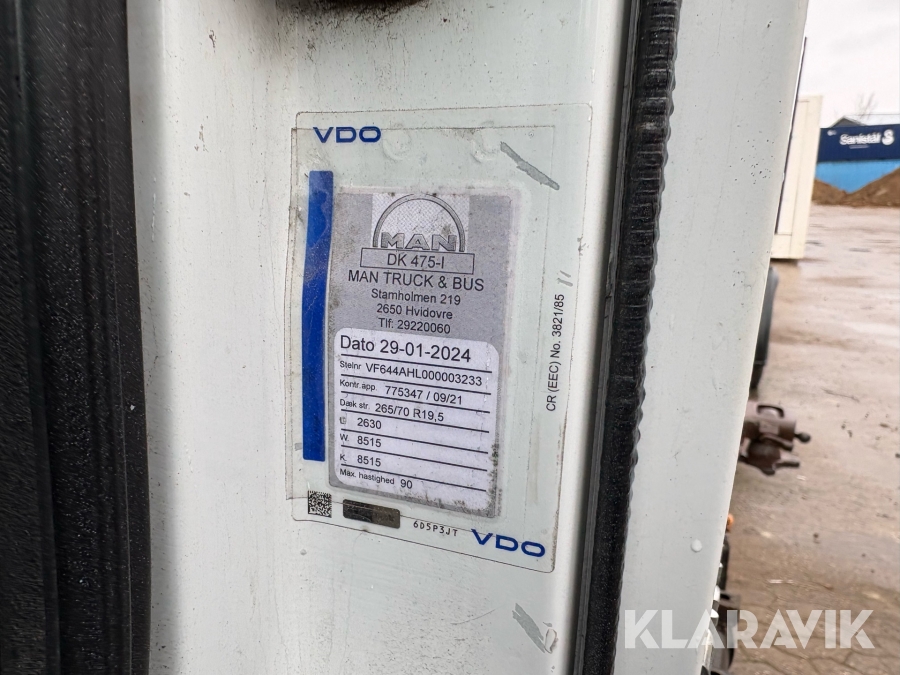 VDO
MAN
DK 475-I
MAN TRUCK & BUS
Stamholmen 219
2650 Hvidovre
Tlf: 29220060
Dato 29-01-2024
Stelnr VF644AHL000003233
Kontr.app. 775347 / 09/21
Dæk str. 265/70 R19,5
L 2630
W. 8515
K. 8515
Max. hastighed 90
CR (EEC) No. 3821/85
6D5P3JT
VDO
Sanistål S
KLARAVIK